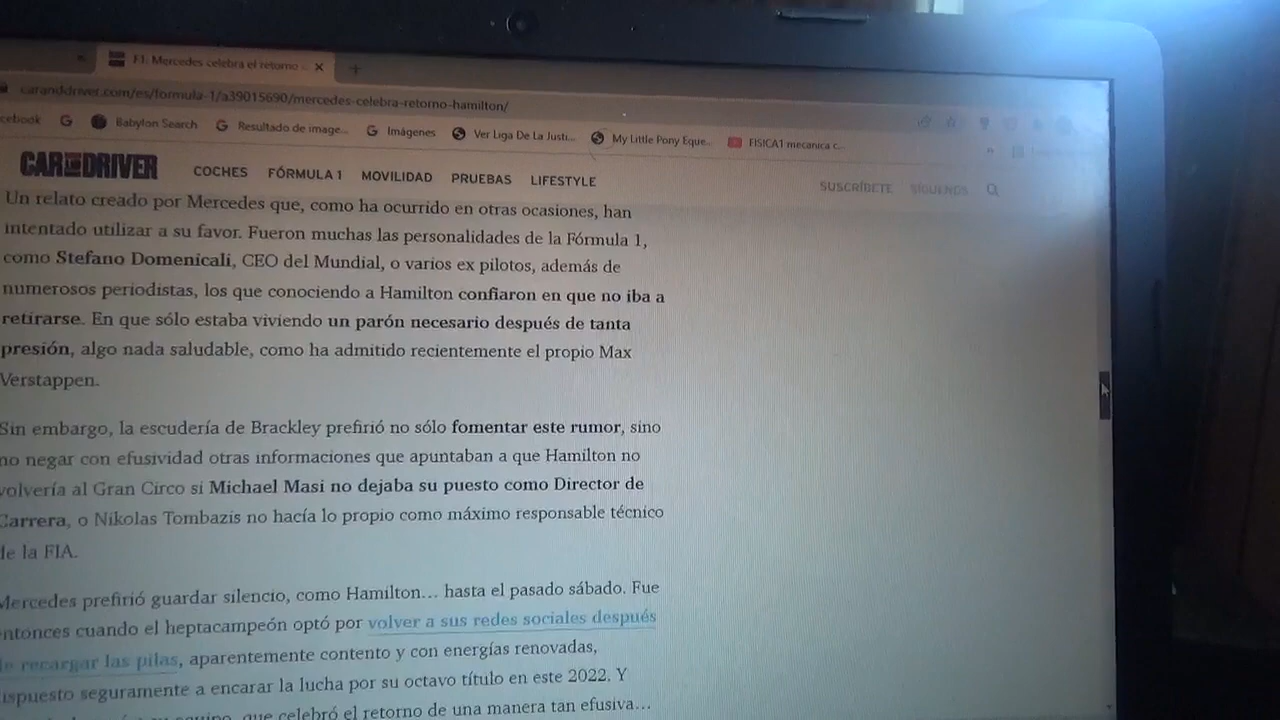 F1: Mercedes celebra el retorno
caranddriver.com/es/formula-1/a39015690/mercedes-celebra-retorno-hamilton/
cebook
Babylon Search
Resultado de image...
Imágenes
Ver Liga De La Justi...
My Little Pony Eque...
FISICA1 mecanica c...
CAR AND DRIVER
COCHES FÓRMULA 1 MOVILIDAD PRUEBAS LIFESTYLE
SUSCRÍBETE SÍGUENOS
Un relato creado por Mercedes que, como ha ocurrido en otras ocasiones, han
intentado utilizar a su favor. Fueron muchas las personalidades de la Fórmula 1,
como Stefano Domenicali, CEO del Mundial, o varios ex pilotos, además de
numerosos periodistas, los que conociendo a Hamilton confiaron en que no iba a
retirarse. En que sólo estaba viviendo un parón necesario después de tanta
presión, algo nada saludable, como ha admitido recientemente el propio Max
Verstappen.
Sin embargo, la escudería de Brackley prefirió no sólo fomentar este rumor, sino
no negar con efusividad otras informaciones que apuntaban a que Hamilton no
volvería al Gran Circo si Michael Masi no dejaba su puesto como Director de
Carrera, o Nikolas Tombazis no hacía lo propio como máximo responsable técnico
de la FIA.
Mercedes prefirió guardar silencio, como Hamilton... hasta el pasado sábado. Fue
entonces cuando el heptacampeón optó por volver a sus redes sociales después
de recargar las pilas, aparentemente contento y con energías renovadas,
ispuesto seguramente a encarar la lucha por su octavo título en este 2022. Y
equipo, que celebró el retorno de una manera tan efusiva...